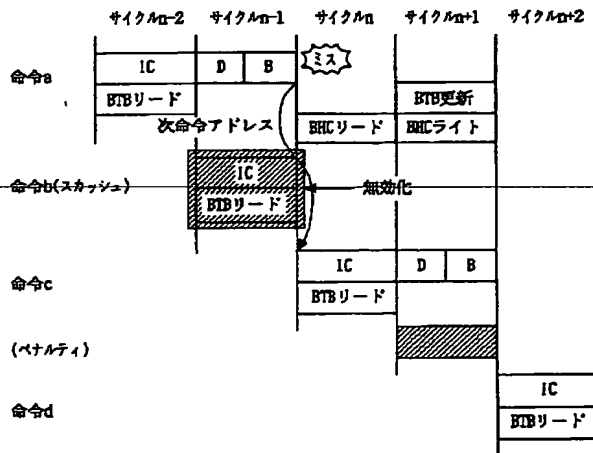 サイクルn-2 サイクルn-1 サイクルn サイクルn+1 サイクルn+2
命令a IC D B ミス
BTBリード BTB更新
次命令アドレス BHCリード BHCライト
命令b(スカッシュ) IC 無効化
BTBリード
命令c IC D B
BTBリード
(ペナルティ)
命令d IC
BTBリード